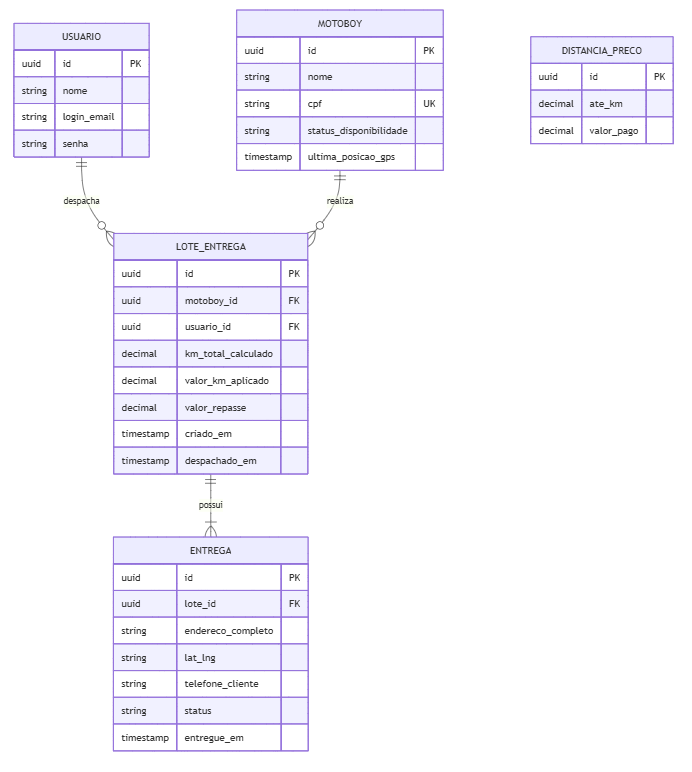 USUARIO
uuid id PK
string nome
string login_email
string senha
MOTOBOY
uuid id PK
string nome
string cpf UK
string status_disponibilidade
timestamp ultima_posicao_gps
DISTANCIA_PRECO
uuid id PK
decimal ate_km
decimal valor_pago
despacha
realiza
LOTE_ENTREGA
uuid id PK
uuid motoboy_id FK
uuid usuario_id FK
decimal km_total_calculado
decimal valor_km_aplicado
decimal valor_repasse
timestamp criado_em
timestamp despachado_em
possui
ENTREGA
uuid id PK
uuid lote_id FK
string endereco_completo
string lat_lng
string telefone_cliente
string status
timestamp entregue_em